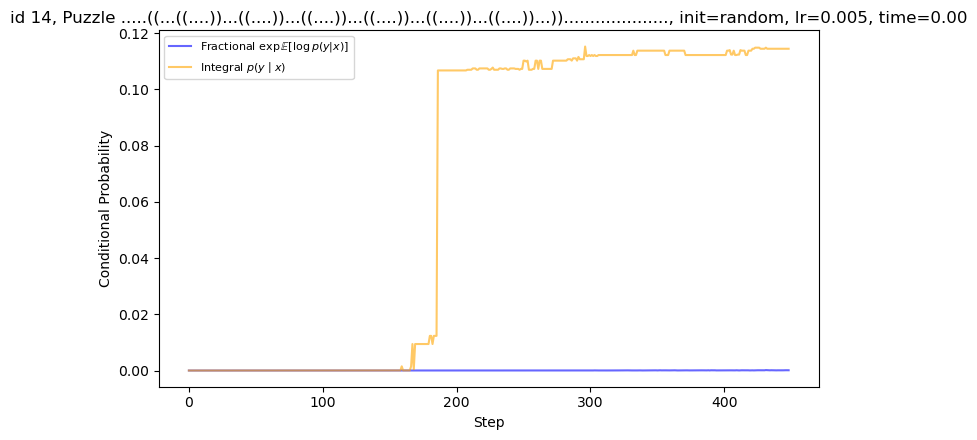 id 14, Puzzle .....((...((....))...((....))...((....))...((....))...((....))...((....))...))....................., init=random, lr=0.005, time=0.00
0.12
Fractional exp𝔼[log p(y|x)]
Integral p(y | x)
0.10
0.08
0.06
0.04
0.02
0.00
Conditional Probability
0 100 200 300 400
Step